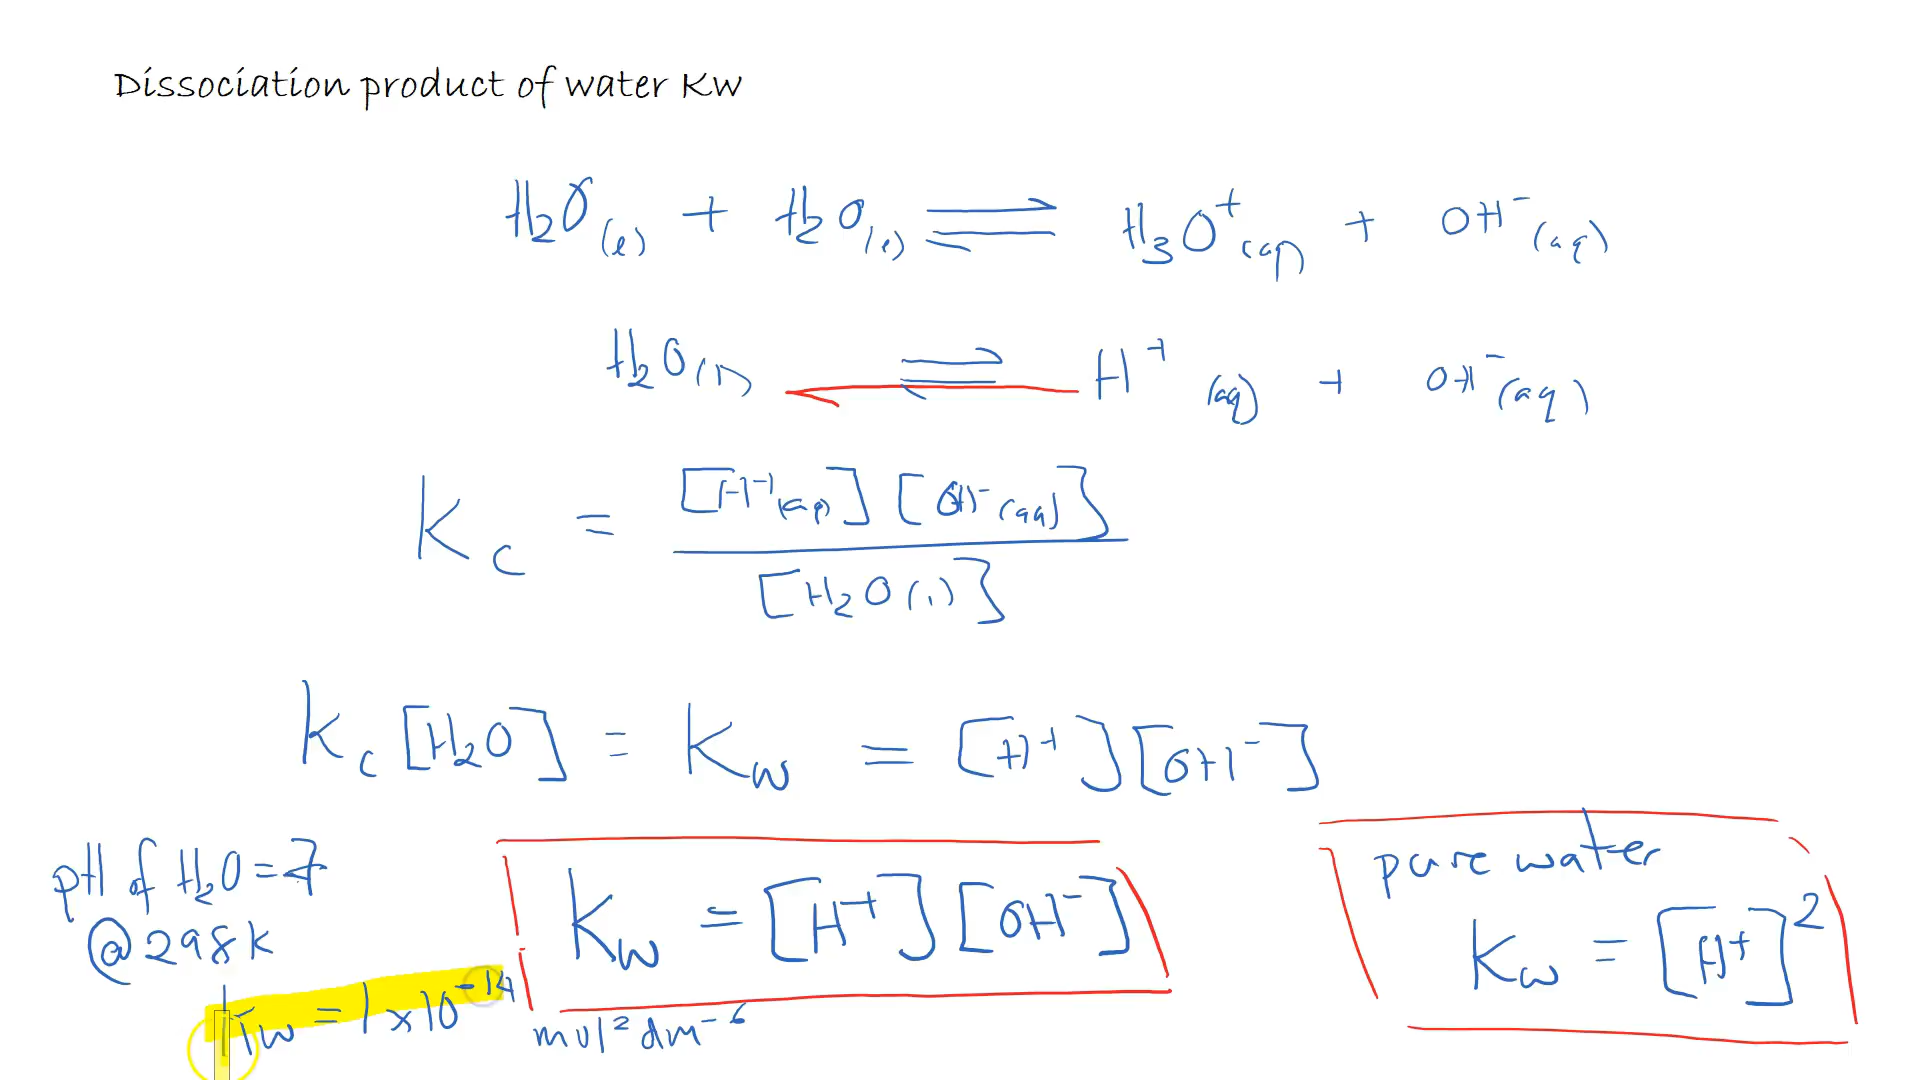 Dissociation product of water Kw
H₂O(l) + H₂O(l) ⇌ H₃O⁺(aq) + OH⁻(aq)
H₂O(l) ⇌ H⁺(aq) + OH⁻(aq)
Kc = [H⁺(aq)] [OH⁻(aq)]
[H₂O(l)]
Kc [H₂O] = Kw = [H⁺] [OH⁻]
pH of H₂O = 7
@ 298K
Kw = 1 × 10⁻¹⁴
mol² dm⁻⁶
Kw = [H⁺] [OH⁻]
pure water
Kw = [H⁺]²